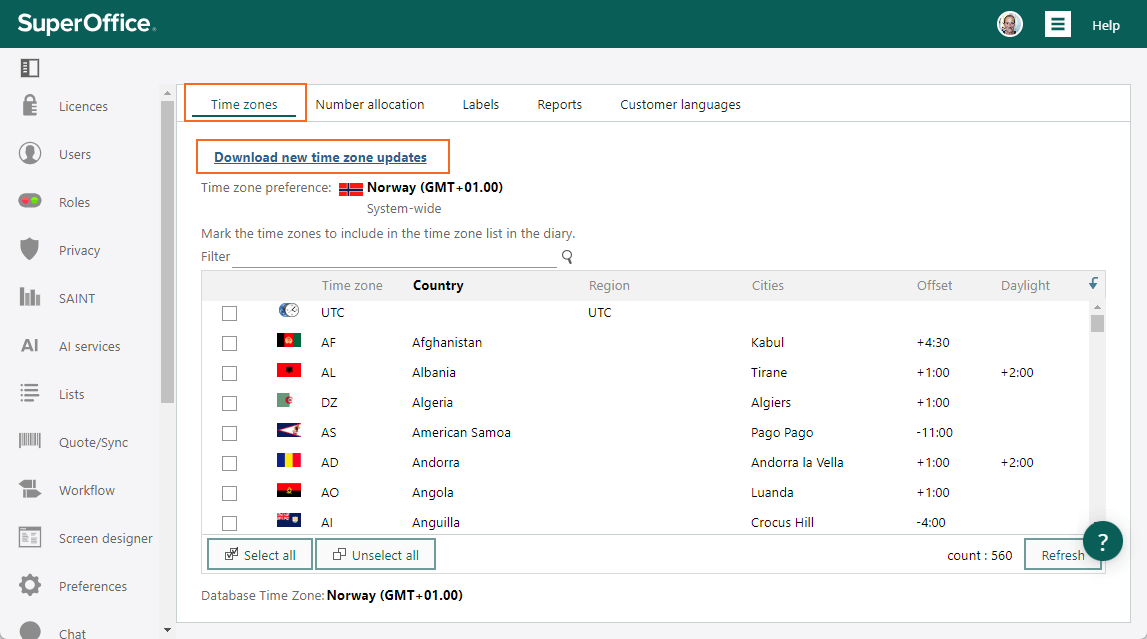 SuperOffice®
Help
Licences
Users
Roles
Privacy
SAINT
AI AI services
Lists
Quote/Sync
Workflow
Screen designer
Preferences
Chat
Time zones Number allocation Labels Reports Customer languages
Download new time zone updates
Time zone preference: Norway (GMT+01.00)
System-wide
Mark the time zones to include in the time zone list in the diary.
Filter
Time zone Country Region Cities Offset Daylight
UTC UTC
AF Afghanistan Kabul +4:30
AL Albania Tirane +1:00 +2:00
DZ Algeria Algiers +1:00
AS American Samoa Pago Pago -11:00
AD Andorra Andorra la Vella +1:00 +2:00
AO Angola Luanda +1:00
AI Anguilla Crocus Hill -4:00
Select all Unselect all count : 560 Refresh ?
Database Time Zone: Norway (GMT+01.00)